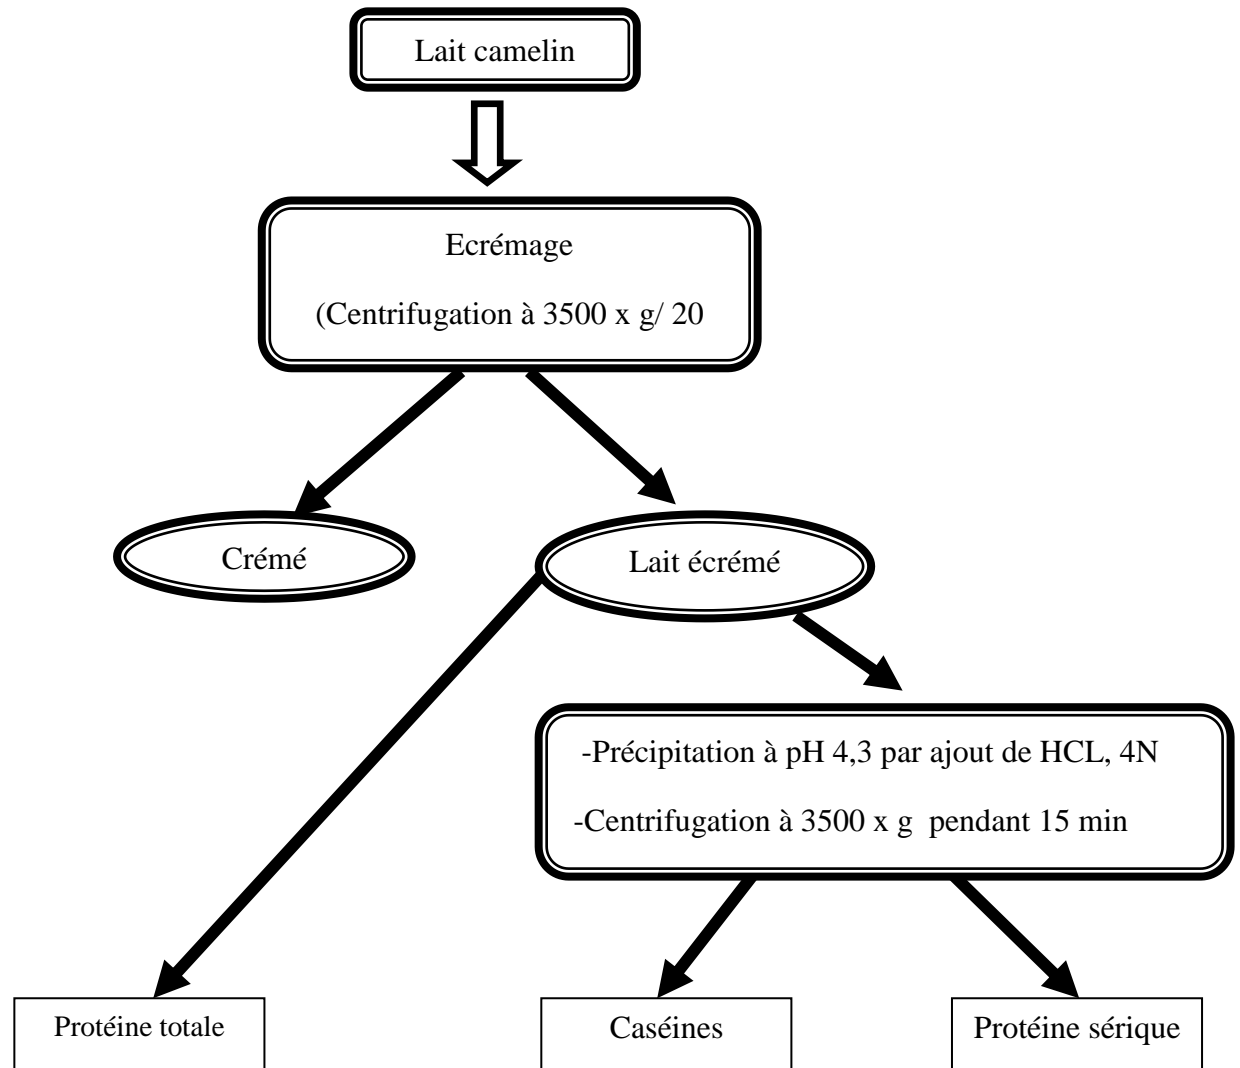 Lait camelin
Ecrémage
(Centrifugation à 3500 x g/ 20
Crémé
Lait écrémé
-Précipitation à pH 4,3 par ajout de HCL, 4N
-Centrifugation à 3500 x g pendant 15 min
Protéine totale
Caséines
Protéine sérique